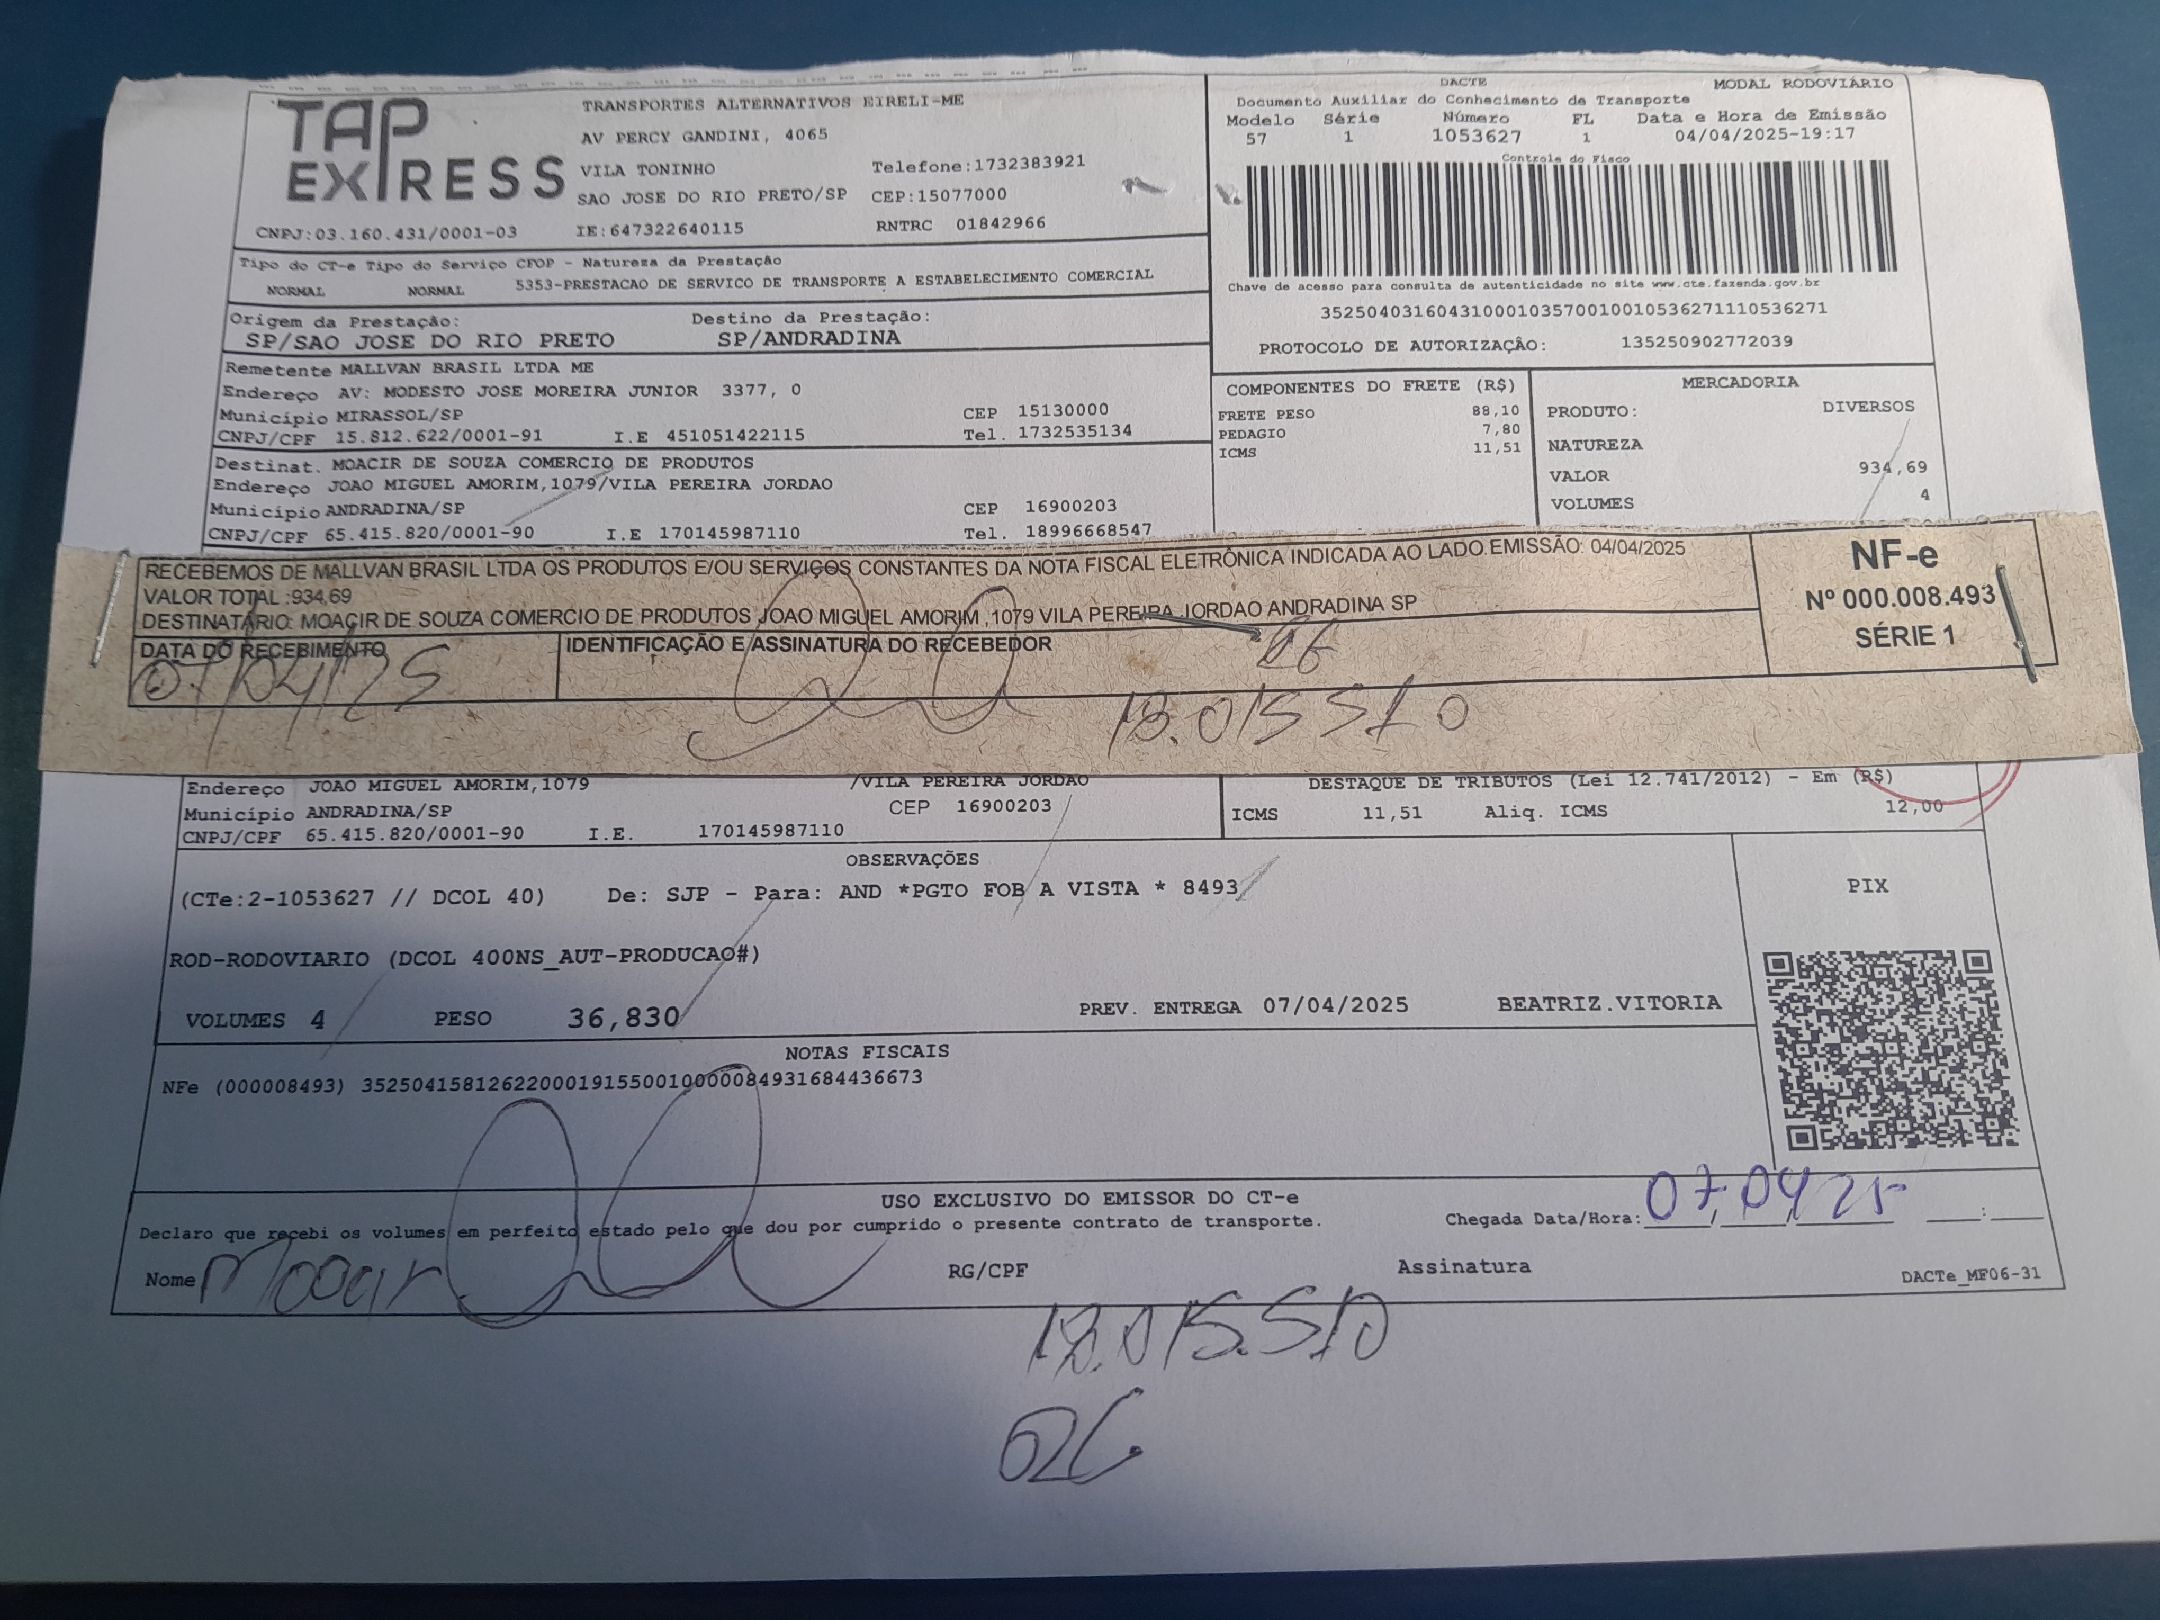 TAP EXPRESS
TRANSPORTES ALTERNATIVOS EIRELI-ME
AV PERCY GANDINI, 4065
VILA TONINHO Telefone:1732383921
SAO JOSE DO RIO PRETO/SP CEP:15077000
CNPJ:03.160.431/0001-03 IE:647322640115 RNTRC 01842966
DACTE MODAL RODOVIÁRIO
Documento Auxiliar do Conhecimento de Transporte
Modelo Série Número FL Data e Hora de Emissão
57 1 1053627 1 04/04/2025-19:17
Controle do Fisco
Chave de acesso para consulta de autenticidade no site www.cte.fazenda.gov.br
35250403160431000103570010010536271110536271
PROTOCOLO DE AUTORIZAÇÃO: 135250902772039
Tipo do CT-e Tipo do Serviço CFOP - Natureza da Prestação
NORMAL NORMAL 5353-PRESTACAO DE SERVICO DE TRANSPORTE A ESTABELECIMENTO COMERCIAL
Origem da Prestação: Destino da Prestação:
SP/SAO JOSE DO RIO PRETO SP/ANDRADINA
Remetente MALLVAN BRASIL LTDA ME
Endereço AV: MODESTO JOSE MOREIRA JUNIOR 3377, 0
Município MIRASSOL/SP CEP 15130000
CNPJ/CPF 15.812.622/0001-91 I.E 451051422115 Tel. 1732535134
Destinat. MOACIR DE SOUZA COMERCIO DE PRODUTOS
Endereço JOAO MIGUEL AMORIM,1079/VILA PEREIRA JORDAO
Município ANDRADINA/SP CEP 16900203
CNPJ/CPF 65.415.820/0001-90 I.E 170145987110 Tel. 18996668547
COMPONENTES DO FRETE (R$)
FRETE PESO 88,10
PEDAGIO 7,80
ICMS 11,51
MERCADORIA
PRODUTO: DIVERSOS
NATUREZA
VALOR 934,69
VOLUMES 4
RECEBEMOS DE MALLVAN BRASIL LTDA OS PRODUTOS E/OU SERVIÇOS CONSTANTES DA NOTA FISCAL ELETRÔNICA INDICADA AO LADO.EMISSÃO: 04/04/2025
VALOR TOTAL :934,69
DESTINATÁRIO: MOACIR DE SOUZA COMERCIO DE PRODUTOS JOAO MIGUEL AMORIM ,1079 VILA PEREIRA JORDAO ANDRADINA SP
DATA DO RECEBIMENTO IDENTIFICAÇÃO E ASSINATURA DO RECEBEDOR
07/04/25
18.015510
NF-e
Nº 000.008.493
SÉRIE 1
Endereço JOAO MIGUEL AMORIM,1079 /VILA PEREIRA JORDAO
Município ANDRADINA/SP CEP 16900203
CNPJ/CPF 65.415.820/0001-90 I.E. 170145987110
DESTAQUE DE TRIBUTOS (Lei 12.741/2012) - Em (R$)
ICMS 11,51 Aliq. ICMS 12,00
OBSERVAÇÕES
(CTe:2-1053627 // DCOL 40) De: SJP - Para: AND *PGTO FOB A VISTA * 8493
ROD-RODOVIARIO (DCOL 400NS_AUT-PRODUCAO#)
VOLUMES 4 PESO 36,830 PREV. ENTREGA 07/04/2025 BEATRIZ.VITORIA
PIX
NOTAS FISCAIS
NFe (000008493) 35250415812622000191550010000084931684436673
USO EXCLUSIVO DO EMISSOR DO CT-e
Declaro que recebi os volumes em perfeito estado pelo que dou por cumprido o presente contrato de transporte.
Chegada Data/Hora: 07/04/25 :
Nome Moacir RG/CPF Assinatura DACTe_MF06-31
18.015.510